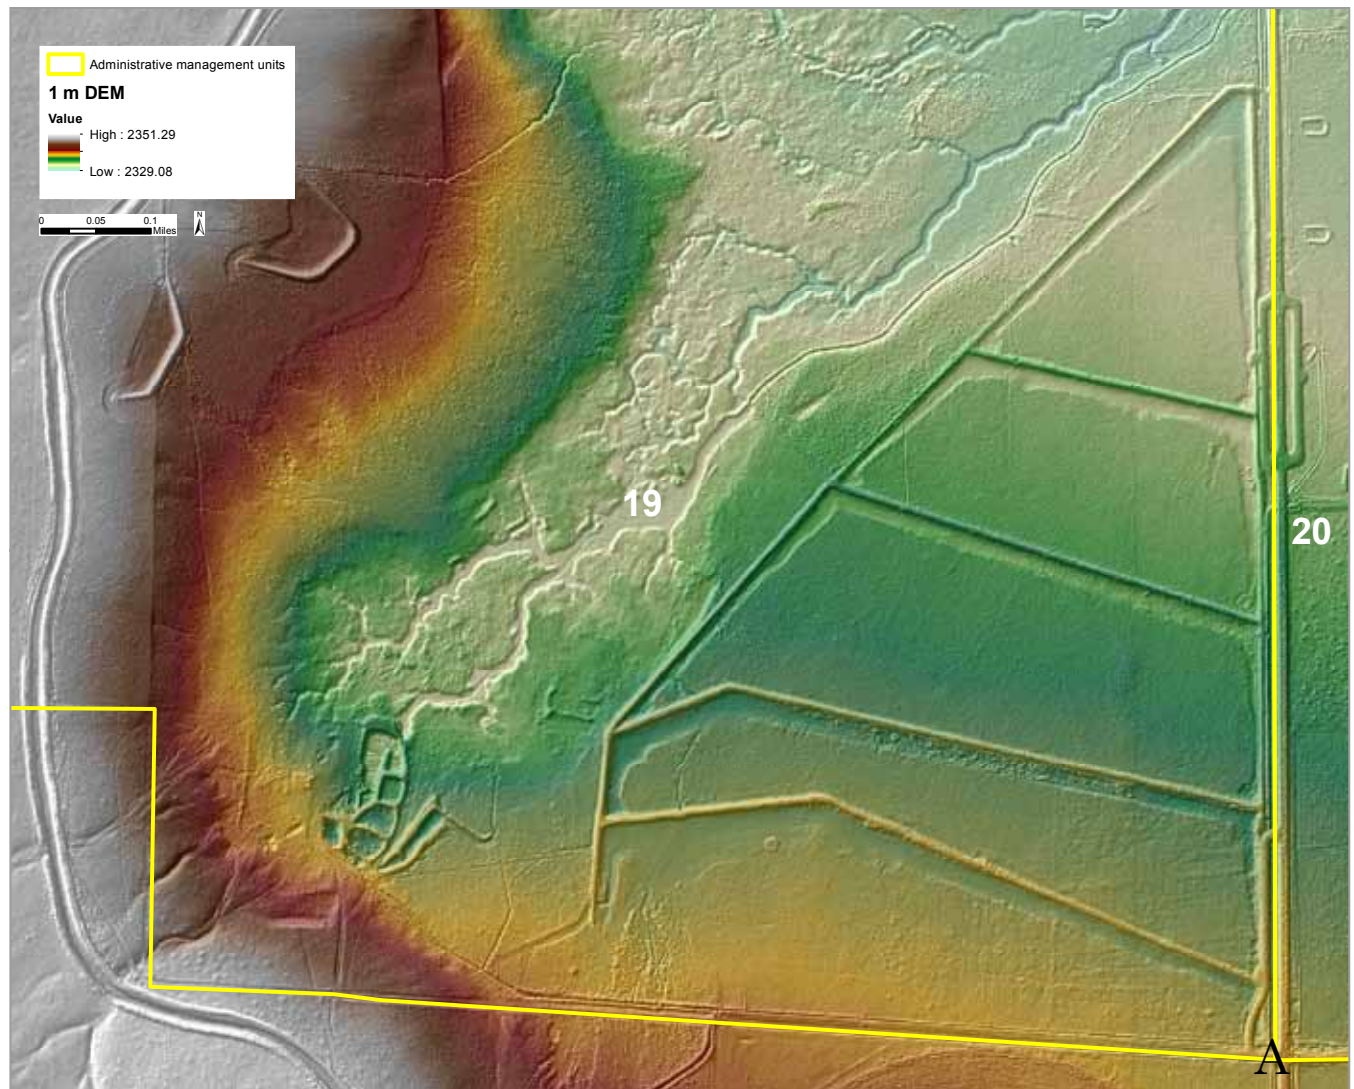 Administrative management units
1 m DEM
Value
High : 2351.29
Low : 2329.08
0 0.05 0.1
Miles
N
19
20
A